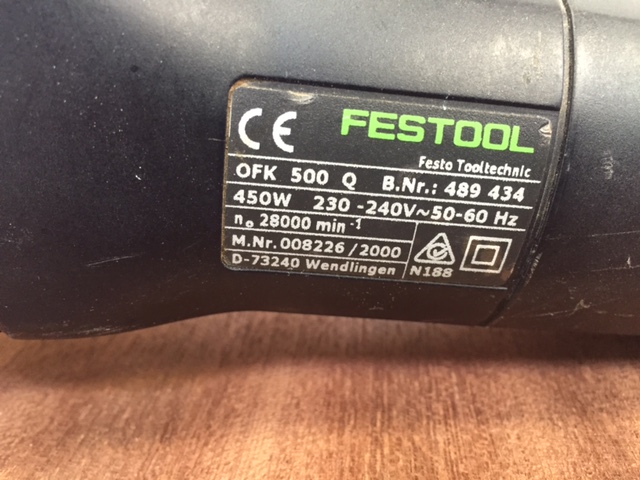 CE FESTOOL
Festo Tooltechnic
OFK 500 Q B.Nr.: 489 434
450W 230 -240V~50-60 Hz
n₀ 28000 min⁻¹
M.Nr. 008226 / 2000
D-73240 Wendlingen
N188